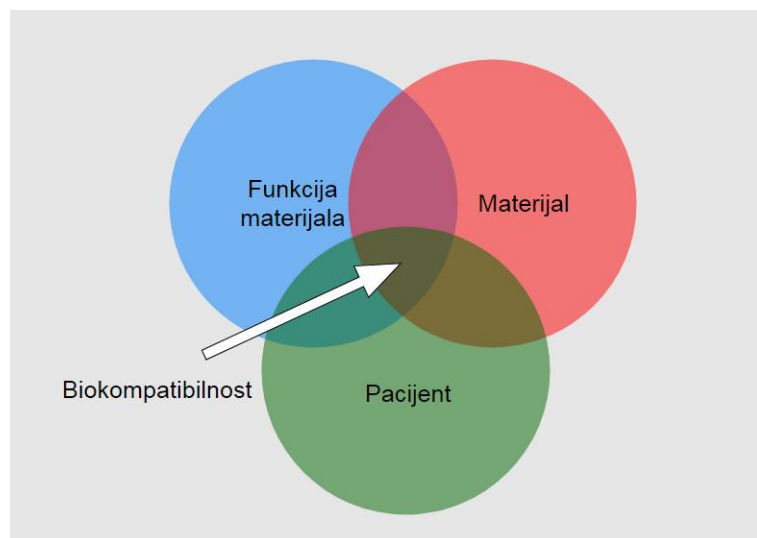 Funkcija
materijala
Materijal
Biokompatibilnost
Pacijent